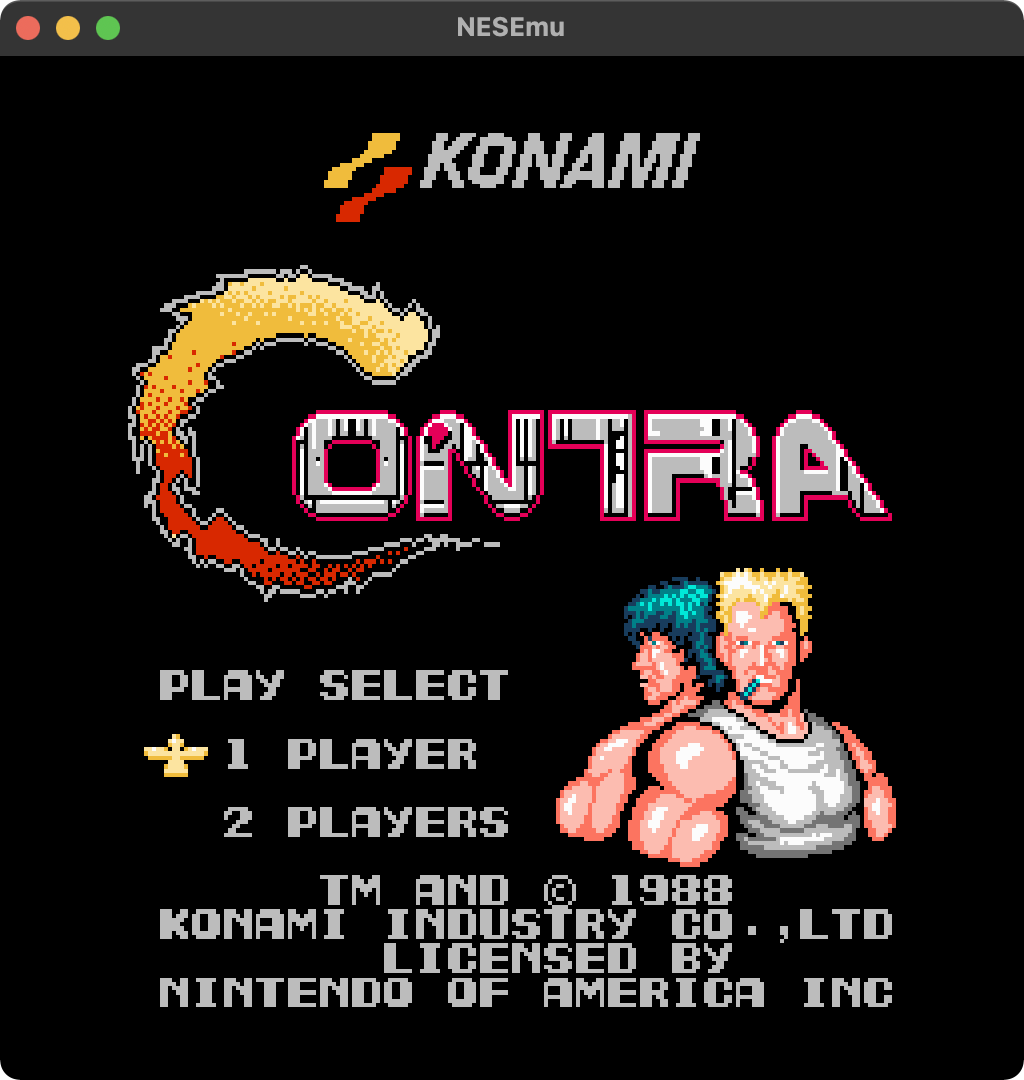 NESEmu
KONAMI
CONTRA
PLAY SELECT
1 PLAYER
2 PLAYERS
TM AND © 1988
KONAMI INDUSTRY CO.,LTD
LICENSED BY
NINTENDO OF AMERICA INC